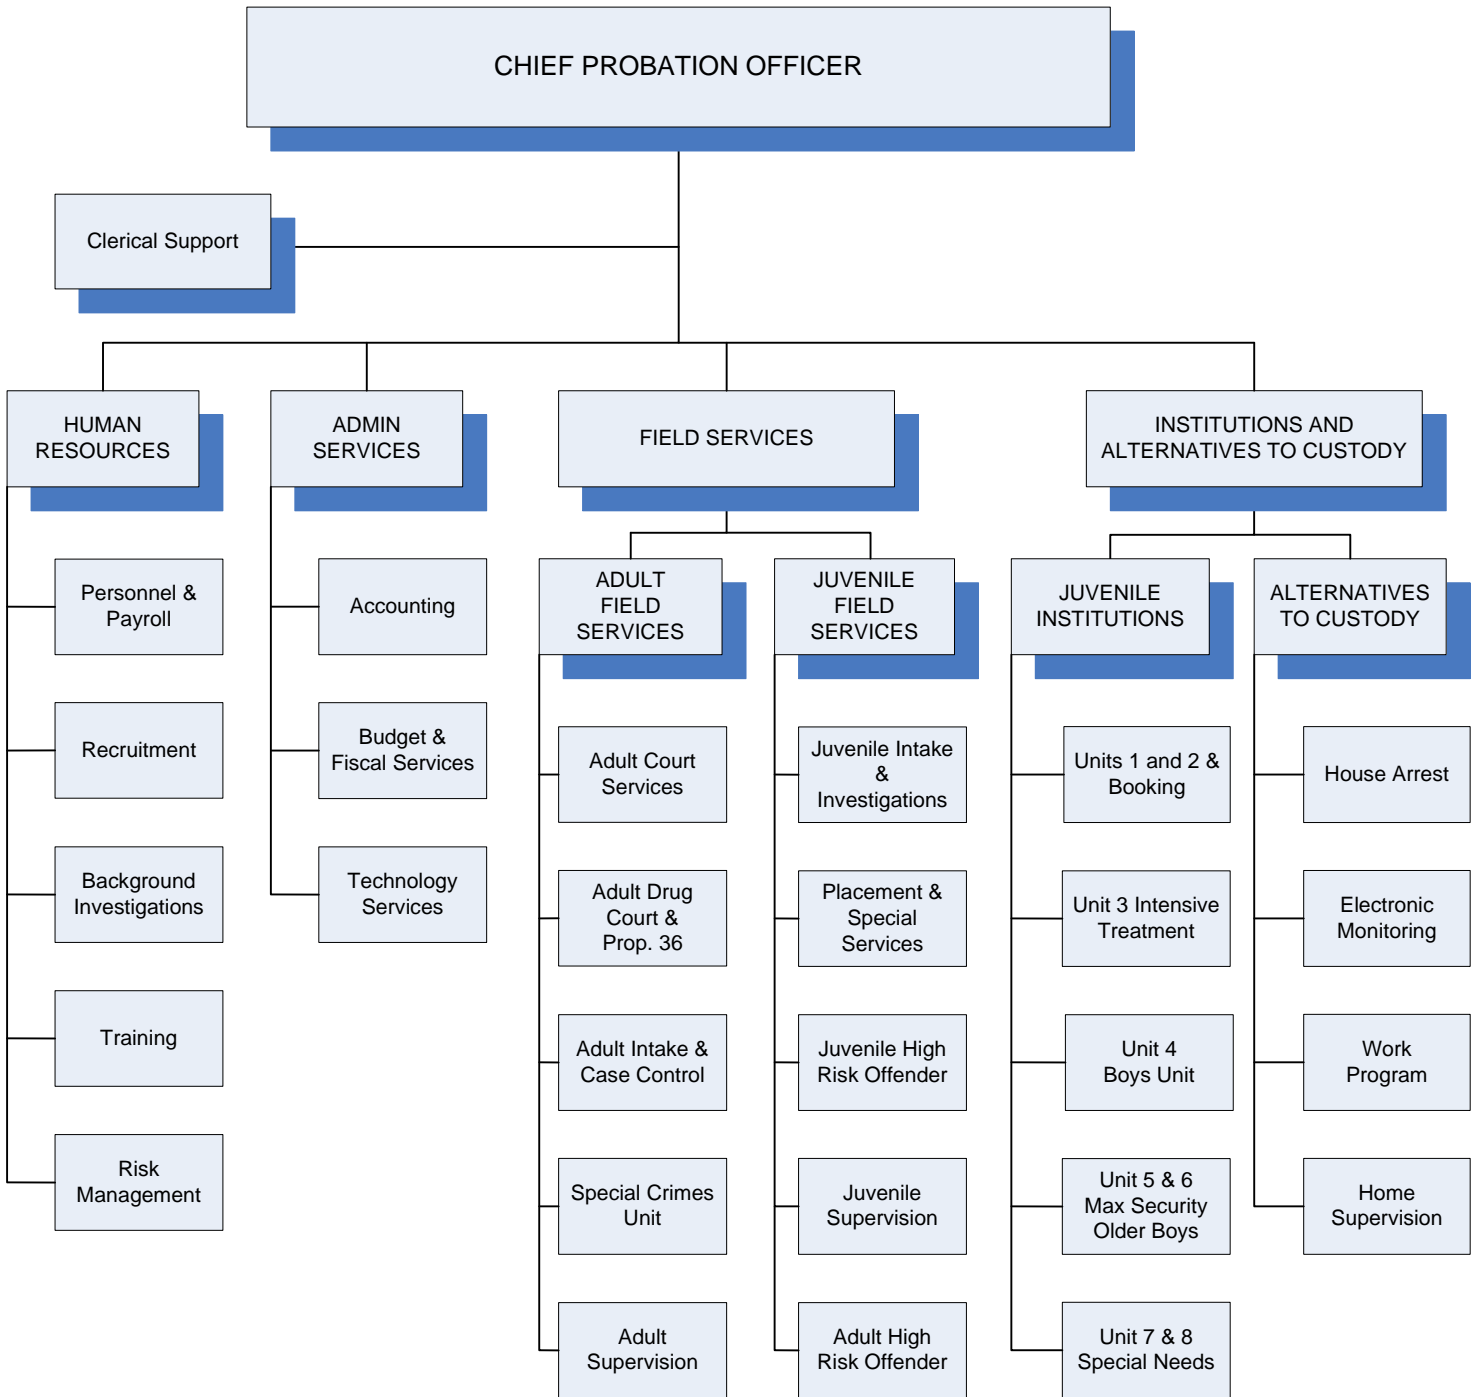 CHIEF PROBATION OFFICER
Clerical Support
HUMAN
RESOURCES
ADMIN
SERVICES
FIELD SERVICES
INSTITUTIONS AND
ALTERNATIVES TO CUSTODY
Personnel &
Payroll
Recruitment
Background
Investigations
Training
Risk
Management
Accounting
Budget &
Fiscal Services
Technology
Services
ADULT
FIELD
SERVICES
Adult Court
Services
Adult Drug
Court &
Prop. 36
Adult Intake &
Case Control
Special Crimes
Unit
Adult
Supervision
JUVENILE
FIELD
SERVICES
Juvenile Intake
&
Investigations
Placement &
Special
Services
Juvenile High
Risk Offender
Juvenile
Supervision
Adult High
Risk Offender
JUVENILE
INSTITUTIONS
Units 1 and 2 &
Booking
Unit 3 Intensive
Treatment
Unit 4
Boys Unit
Unit 5 & 6
Max Security
Older Boys
Unit 7 & 8
Special Needs
ALTERNATIVES
TO CUSTODY
House Arrest
Electronic
Monitoring
Work
Program
Home
Supervision